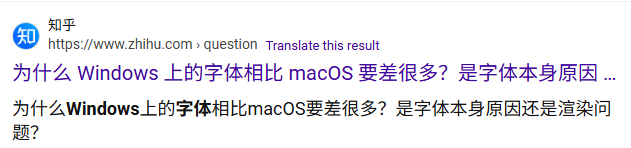 知
知乎
https://www.zhihu.com › question Translate this result
为什么 Windows 上的字体相比 macOS 要差很多？是字体本身原因 ...
为什么Windows上的字体相比macOS要差很多？是字体本身原因还是渲染问
题？